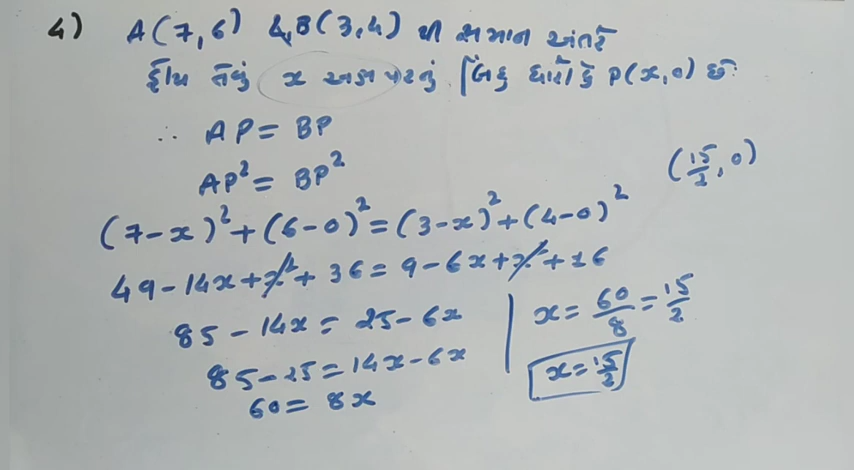 4) A(7,6) & B(3,4) થી સમાન અંતરે
હોય તેવું x અક્ષ પરનું બિંદુ ધારોકે P(x,0) છે.
∴ AP = BP
AP² = BP²
(15/2, 0)
(7-x)² + (6-0)² = (3-x)² + (4-0)²
49 - 14x + x² + 36 = 9 - 6x + x² + 16
85 - 14x = 25 - 6x
85 - 25 = 14x - 6x
60 = 8x
x = 60/8 = 15/2
x = 15/2